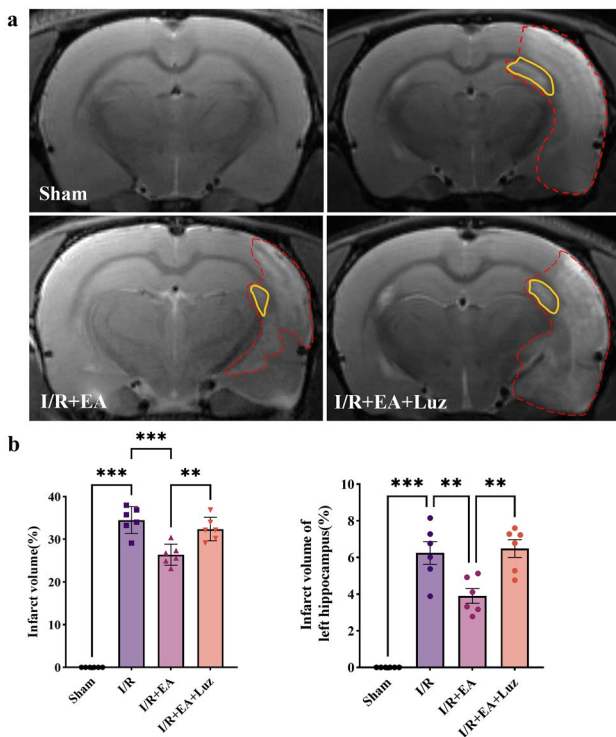 a
Sham
I/R+EA
I/R+EA+Luz
b
***
***
**
Infarct volume(%)
40
30
20
10
0
Sham
I/R
I/R+EA
I/R+EA+Luz
***
**
**
Infarct volume of
left hippocampus(%)
10
8
6
4
2
0
Sham
I/R
I/R+EA
I/R+EA+Luz